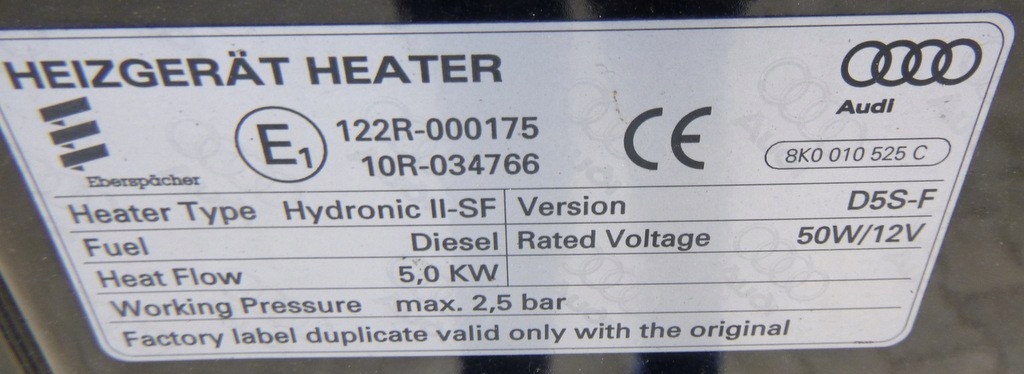 HEIZGERÄT HEATER
Audi
Eberspächer
E1
122R-000175
10R-034766
CE
8K0 010 525 C
Heater Type Hydronic II-SF Version D5S-F
Fuel Diesel Rated Voltage 50W/12V
Heat Flow 5,0 KW
Working Pressure max. 2,5 bar
Factory label duplicate valid only with the original